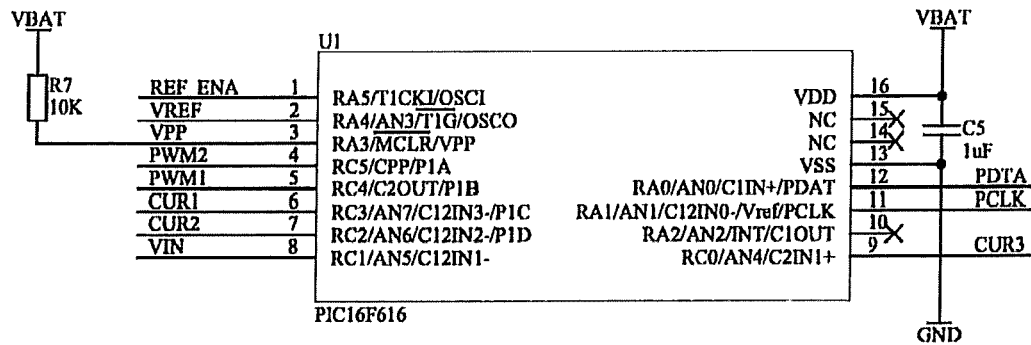 VBAT
VBAT
U1
R7
10K
REF_ENA 1 RA5/T1CKI/OSCI
VREF 2 RA4/AN3/T1G/OSCO
VPP 3 RA3/MCLR/VPP
PWM2 4 RC5/CPP/P1A
PWM1 5 RC4/C2OUT/P1B
CUR1 6 RC3/AN7/C12IN3-/P1C
CUR2 7 RC2/AN6/C12IN2-/P1D
VIN 8 RC1/AN5/C12IN1-
VDD 16
NC 15
NC 14
VSS 13
RA0/AN0/C1IN+/PDAT 12 PDTA
RA1/AN1/C12IN0-/Vref/PCLK 11 PCLK
RA2/AN2/INT/C1OUT 10
RC0/AN4/C2IN1+ 9 CUR3
C5
1uF
PIC16F616
GND